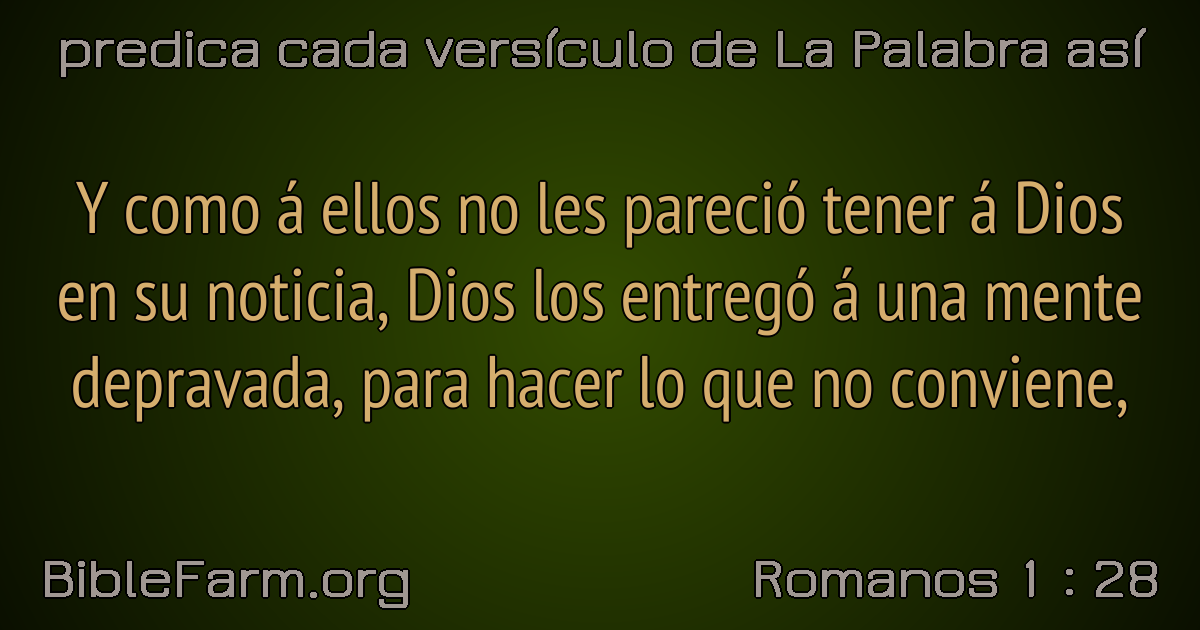 predica cada versículo de La Palabra así
Y como á ellos no les pareció tener á Dios
en su noticia, Dios los entregó á una mente
depravada, para hacer lo que no conviene,
BibleFarm.org
Romanos 1 : 28